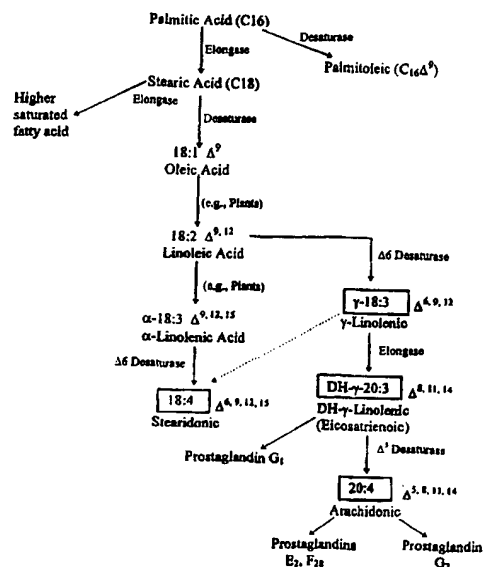 Palmitic Acid (C16)
Elongase
Desaturase
Palmitoleic (C16Δ9)
Stearic Acid (C18)
Elongase
Higher
saturated
fatty acid
Desaturase
18:1 Δ9
Oleic Acid
(e.g., Plants)
18:2 Δ9, 12
Linoleic Acid
Δ6 Desaturase
(e.g., Plants)
γ-18:3 Δ6, 9, 12
γ-Linolenic
α-18:3 Δ9, 12, 15
α-Linolenic Acid
Δ6 Desaturase
Elongase
18:4 Δ6, 9, 12, 15
Stearidonic
DH-γ-20:3 Δ8, 11, 14
DH-γ-Linolenic
(Eicosatrienoic)
Prostaglandin G1
Desaturase
20:4 Δ5, 8, 11, 14
Arachidonic
Prostaglandins
E2,
Prostaglandin